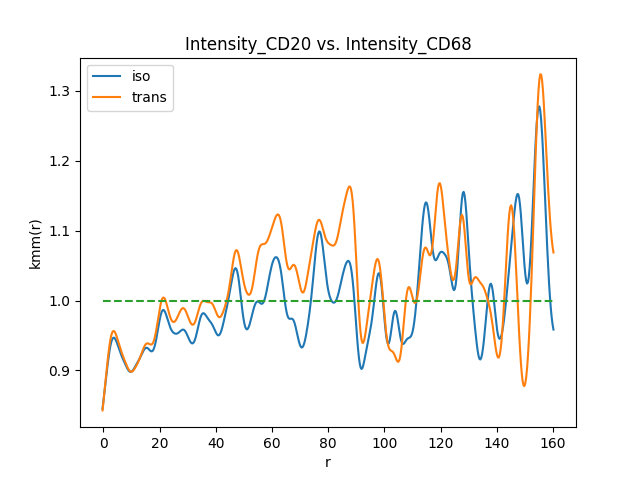 Intensity_CD20 vs. Intensity_CD68
iso
trans
1.3
1.2
1.1
1.0
0.9
kmm(r)
0 20 40 60 80 100 120 140 160
r